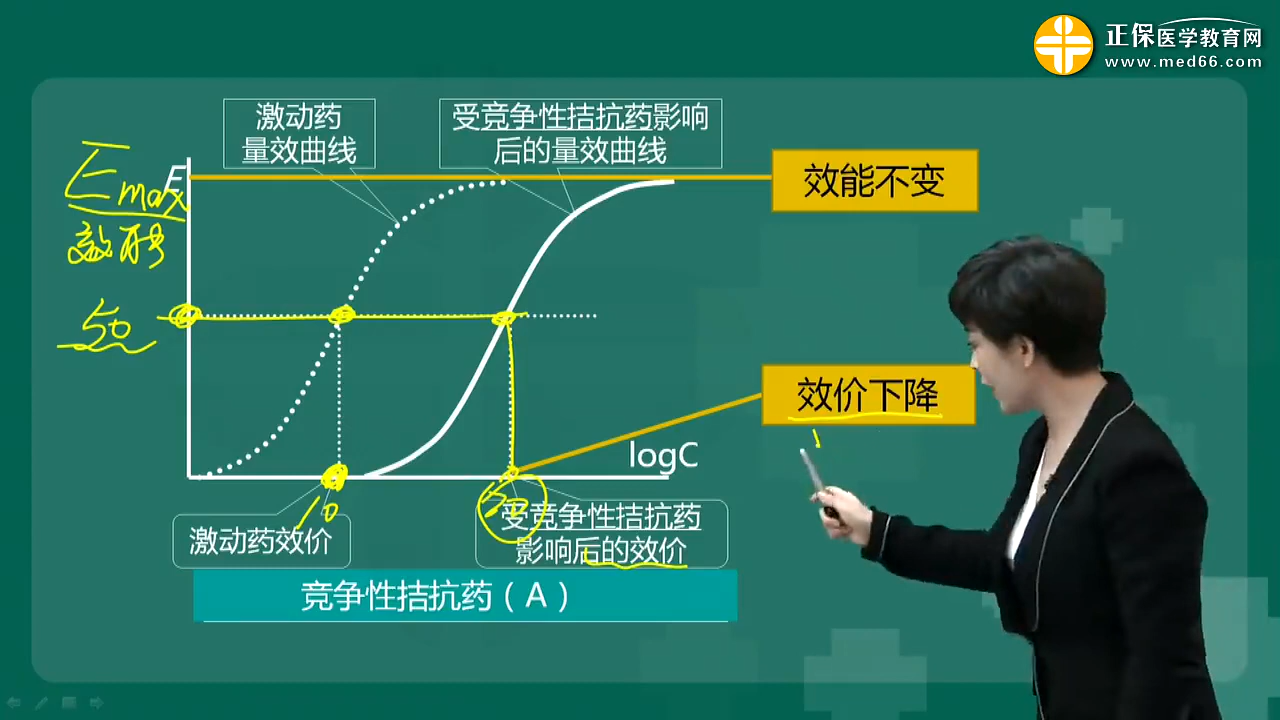 正保医学教育网
www.med66.com
激动药
量效曲线
受竞争性拮抗药影响
后的量效曲线
效能不变
E
Emax
效能
50
效价下降
logC
10
50
激动药效价
受竞争性拮抗药
影响后的效价
竞争性拮抗药（A）